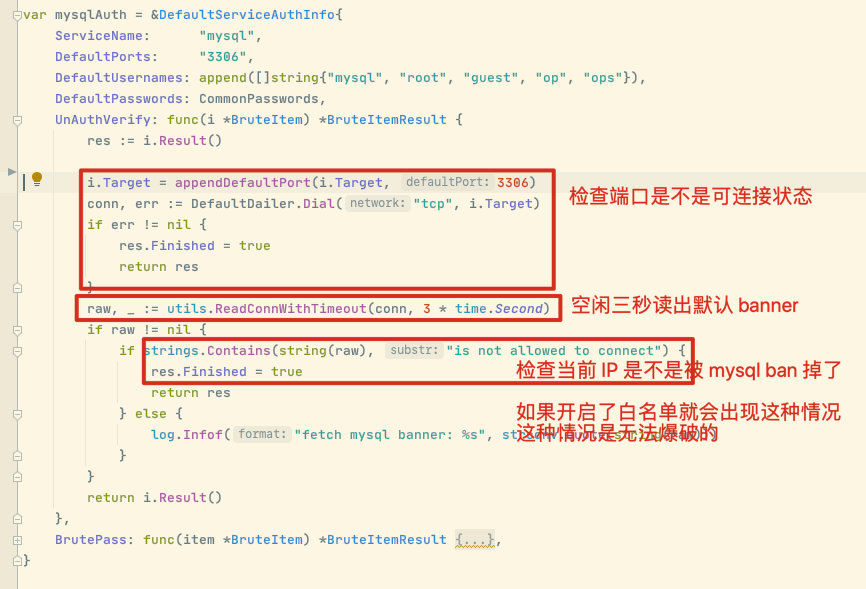 var mysqlAuth = &DefaultServiceAuthInfo{
ServiceName: "mysql",
DefaultPorts: "3306",
DefaultUsernames: append([]string{"mysql", "root", "guest", "op", "ops"}),
DefaultPasswords: CommonPasswords,
UnAuthVerify: func(i *BruteItem) *BruteItemResult {
res := i.Result()
i.Target = appendDefaultPort(i.Target, defaultPort: 3306)
检查端口是不是可连接状态
conn, err := DefaultDailer.Dial( network: "tcp", i.Target)
if err != nil {
res.Finished = true
return res
}
raw, _ := utils.ReadConnWithTimeout(conn, 3 * time.Second)
空闲三秒读出默认 banner
if raw != nil {
if strings.Contains(string(raw), substr: "is not allowed to connect") {
res.Finished = true
检查当前 IP 是不是被 mysql ban 掉了
return res
如果开启了白名单就会出现这种情况
} else {
这种情况是无法爆破的
log.Infof( format: "fetch mysql banner: %s",
}
}
return i.Result()
},
BrutePass: func(item *BruteItem) *BruteItemResult {...},
}